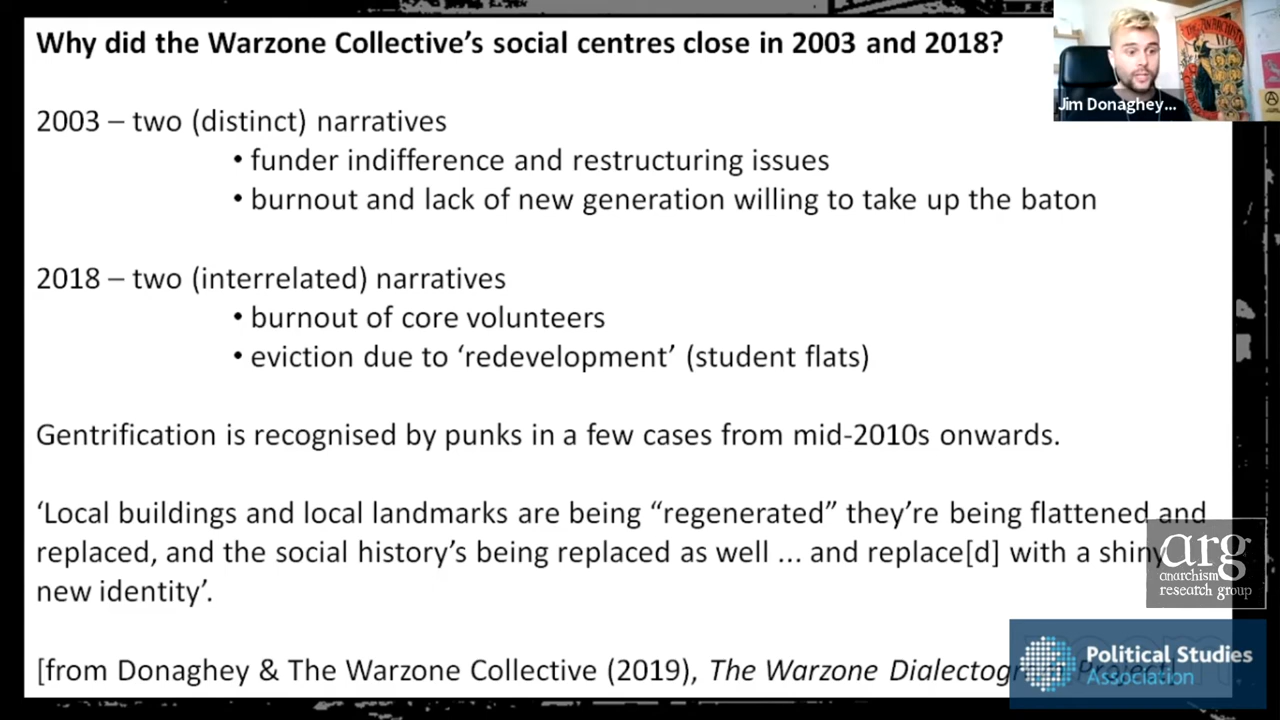 Why did the Warzone Collective's social centres close in 2003 and 2018?
Jim Donaghey...
2003 – two (distinct) narratives
• funder indifference and restructuring issues
• burnout and lack of new generation willing to take up the baton
2018 – two (interrelated) narratives
• burnout of core volunteers
• eviction due to ‘redevelopment’ (student flats)
Gentrification is recognised by punks in a few cases from mid-2010s onwards.
‘Local buildings and local landmarks are being “regenerated” they're being flattened and
replaced, and the social history's being replaced as well ... and replace[d] with a shiny
new identity’.
arg
anarchism
research group
[from Donaghey & The Warzone Collective (2019), The Warzone
Political Studies
Association